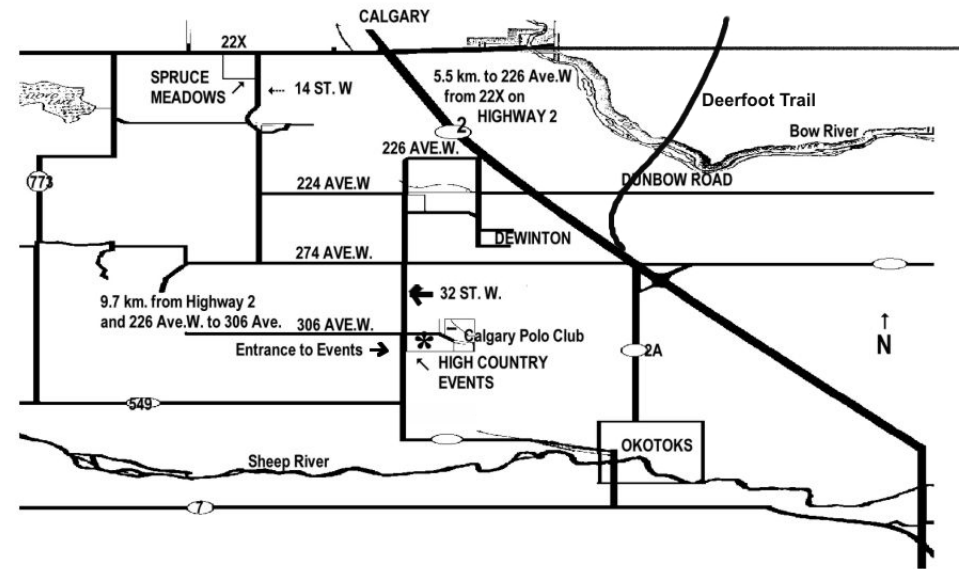 CALGARY
22X
SPRUCE
MEADOWS
14 ST. W
5.5 km. to 226 Ave.W
from 22X on
HIGHWAY 2
Deerfoot Trail
2
Bow River
226 AVE.W.
773
224 AVE.W
DUNBOW ROAD
DEWINTON
274 AVE.W.
9.7 km. from Highway 2
and 226 Ave.W. to 306 Ave.
32 ST. W.
306 AVE.W.
N
Calgary Polo Club
Entrance to Events
*
2A
HIGH COUNTRY
EVENTS
549
OKOTOKS
Sheep River
7